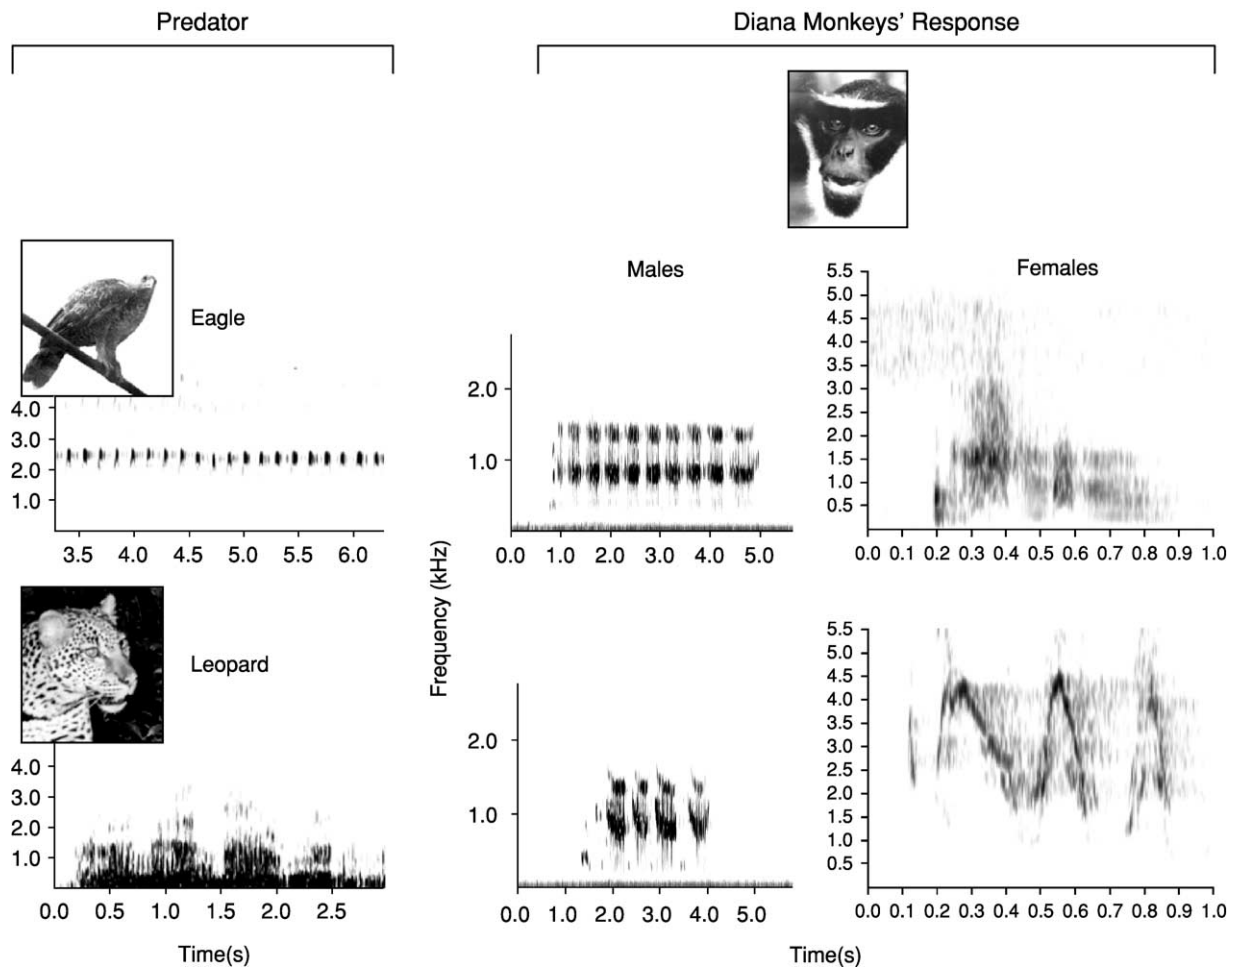 Predator
Diana Monkeys' Response
Eagle
Males
Females
4.0
3.0
2.0
1.0
3.5 4.0 4.5 5.0 5.5 6.0
2.0
1.0
0.0 1.0 2.0 3.0 4.0 5.0
5.5
5.0
4.5
4.0
3.5
3.0
2.5
2.0
1.5
1.0
0.5
0.0 0.1 0.2 0.3 0.4 0.5 0.6 0.7 0.8 0.9 1.0
Frequency (kHz)
Leopard
4.0
3.0
2.0
1.0
0.0 0.5 1.0 1.5 2.0 2.5
2.0
1.0
0.0 1.0 2.0 3.0 4.0 5.0
5.5
5.0
4.5
4.0
3.5
3.0
2.5
2.0
1.5
1.0
0.5
0.0 0.1 0.2 0.3 0.4 0.5 0.6 0.7 0.8 0.9 1.0
Time(s)
Time(s)